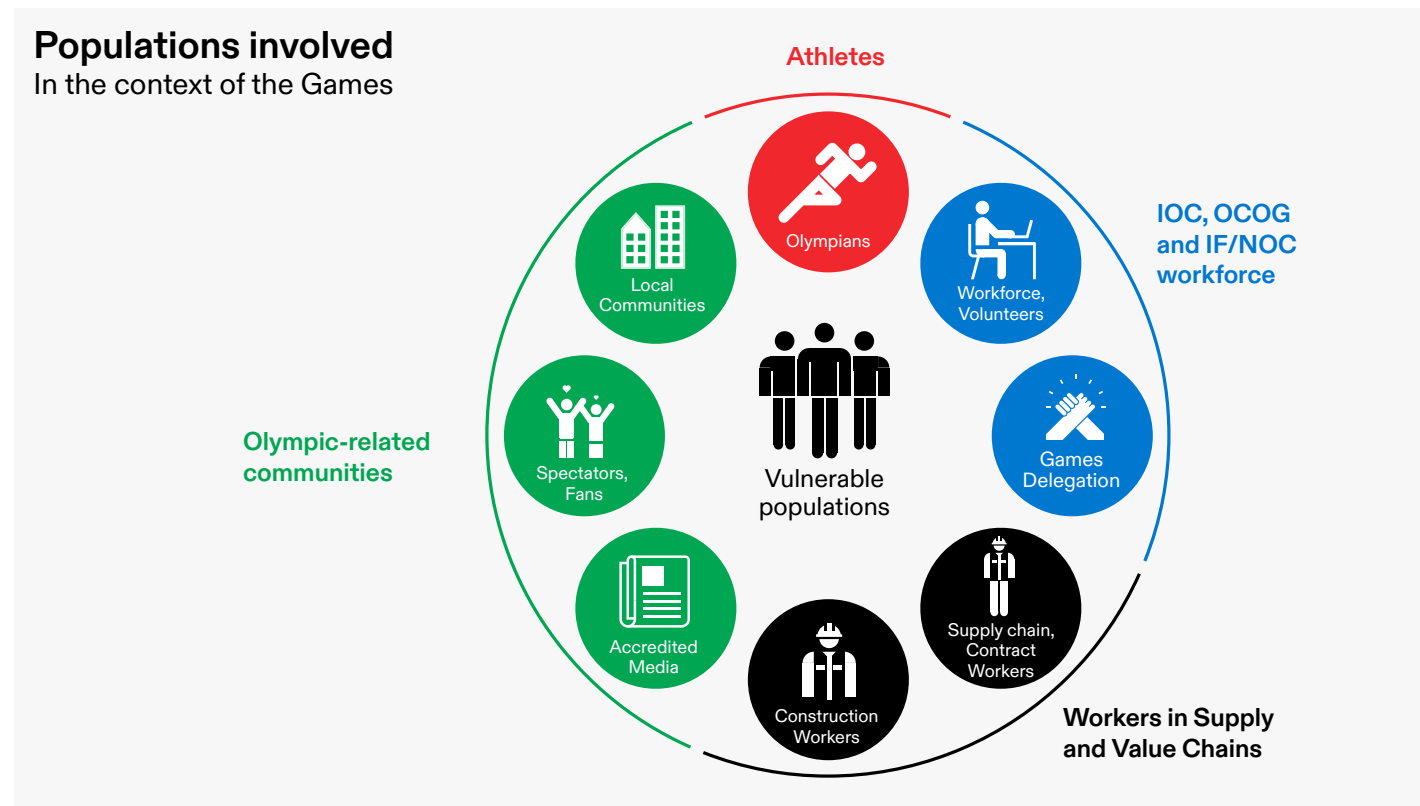 Populations involved
In the context of the Games
Athletes
Olympians
IOC, OCOG
and IF/NOC
workforce
Workforce,
Volunteers
Games
Delegation
Supply chain,
Contract
Workers
Workers in Supply
and Value Chains
Construction
Workers
Accredited
Media
Spectators,
Fans
Local
Communities
Olympic-related
communities
Vulnerable
populations